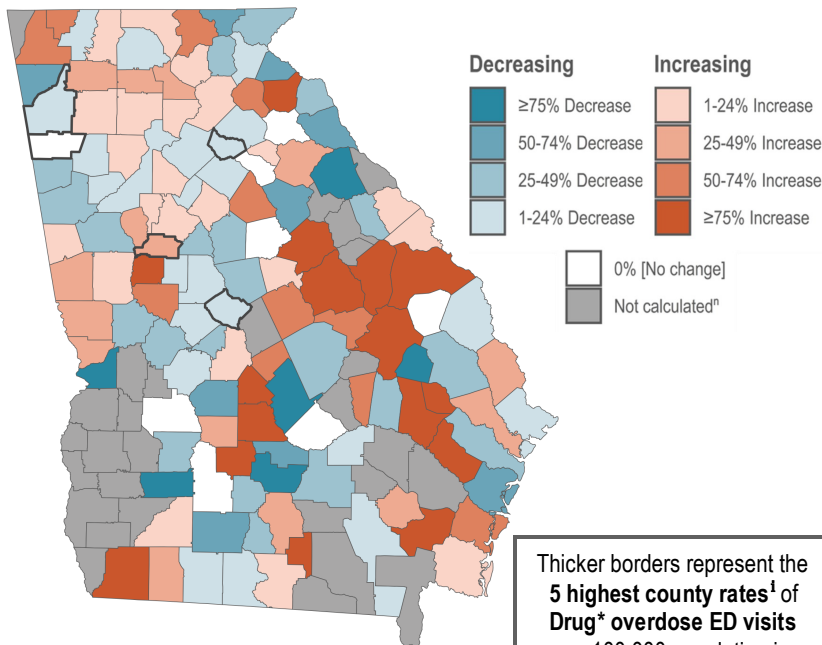 Decreasing
Increasing
≥75% Decrease
1-24% Increase
50-74% Decrease
25-49% Increase
25-49% Decrease
50-74% Increase
1-24% Decrease
≥75% Increase
0% [No change]
Not calculatedⁿ
Thicker borders represent the
5 highest county rates¹ of
Drug* overdose ED visits